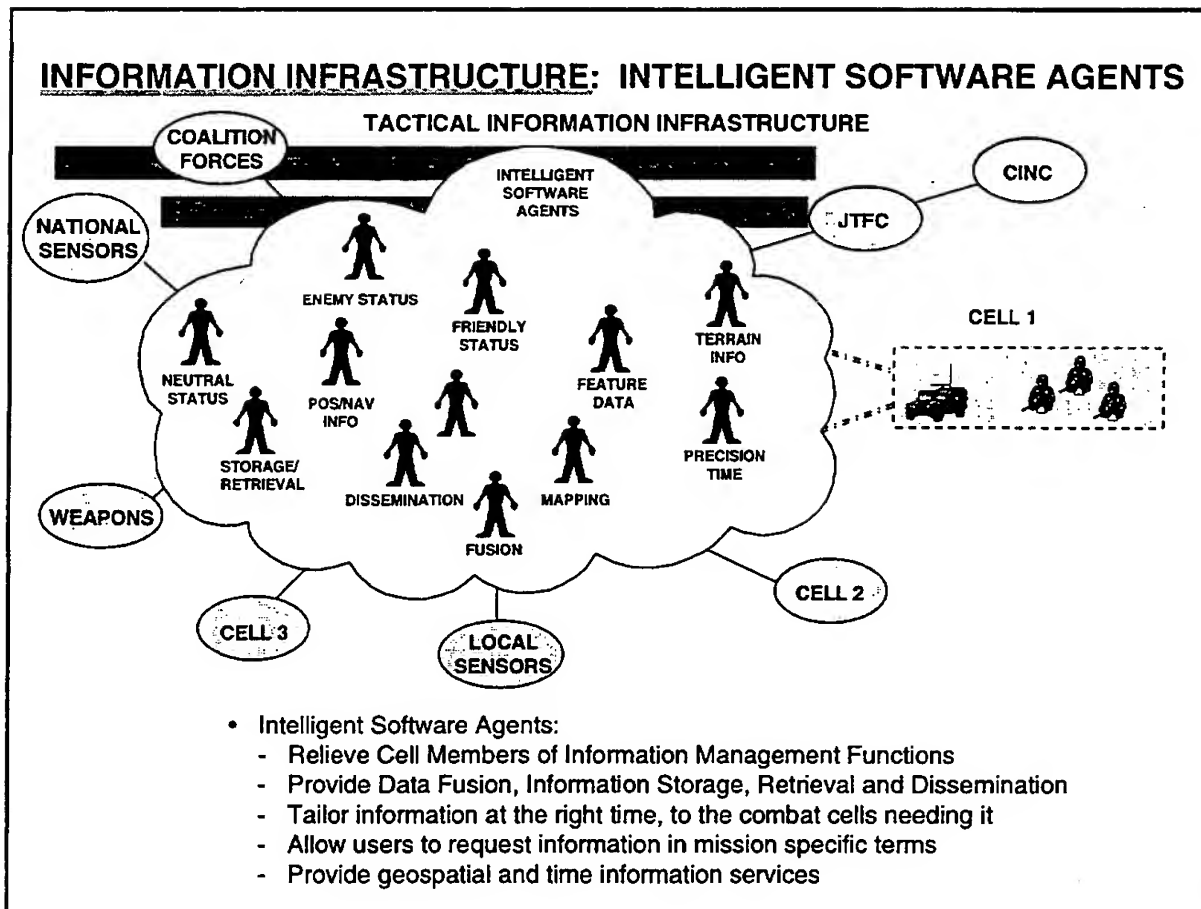 INFORMATION INFRASTRUCTURE: INTELLIGENT SOFTWARE AGENTS
TACTICAL INFORMATION INFRASTRUCTURE
COALITION
FORCES
INTELLIGENT
SOFTWARE
AGENTS
CINC
JTFC
NATIONAL
SENSORS
ENEMY STATUS
FRIENDLY
STATUS
TERRAIN
INFO
CELL 1
NEUTRAL
STATUS
POS/NAV
INFO
FEATURE
DATA
STORAGE/
RETRIEVAL
DISSEMINATION
MAPPING
PRECISION
TIME
FUSION
WEAPONS
CELL 2
CELL 3
LOCAL
SENSORS
• Intelligent Software Agents:
- Relieve Cell Members of Information Management Functions
- Provide Data Fusion, Information Storage, Retrieval and Dissemination
- Tailor information at the right time, to the combat cells needing it
- Allow users to request information in mission specific terms
- Provide geospatial and time information services